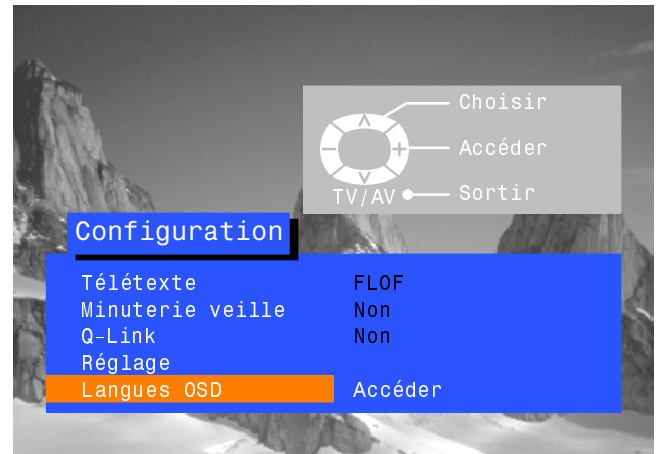 Choisir
Accéder
TV/AV Sortir
Configuration
Télétexte FLOF
Minuterie veille Non
Q-Link Non
Réglage
Langues OSD Accéder